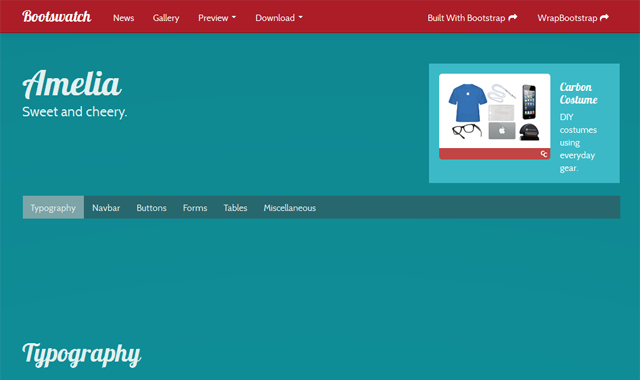 Bootswatch News Gallery Preview Download Built With Bootstrap WrapBootstrap
Amelia
Sweet and cheery.
Carbon
Costume
DIY
costumes
using
everyday
gear.
CC
Typography Navbar Buttons Forms Tables Miscellaneous
Typography